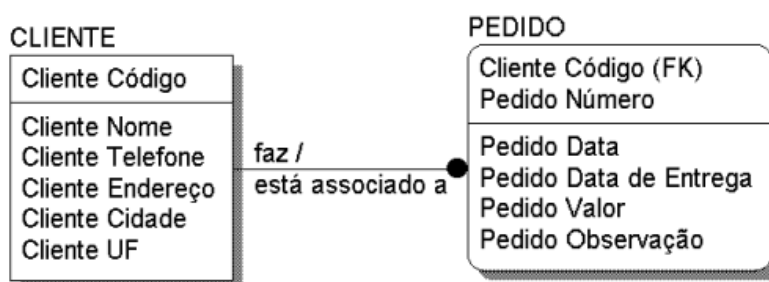 CLIENTE
Cliente Código
Cliente Nome
Cliente Telefone
Cliente Endereço
Cliente Cidade
Cliente UF
faz /
está associado a
PEDIDO
Cliente Código (FK)
Pedido Número
Pedido Data
Pedido Data de Entrega
Pedido Valor
Pedido Observação